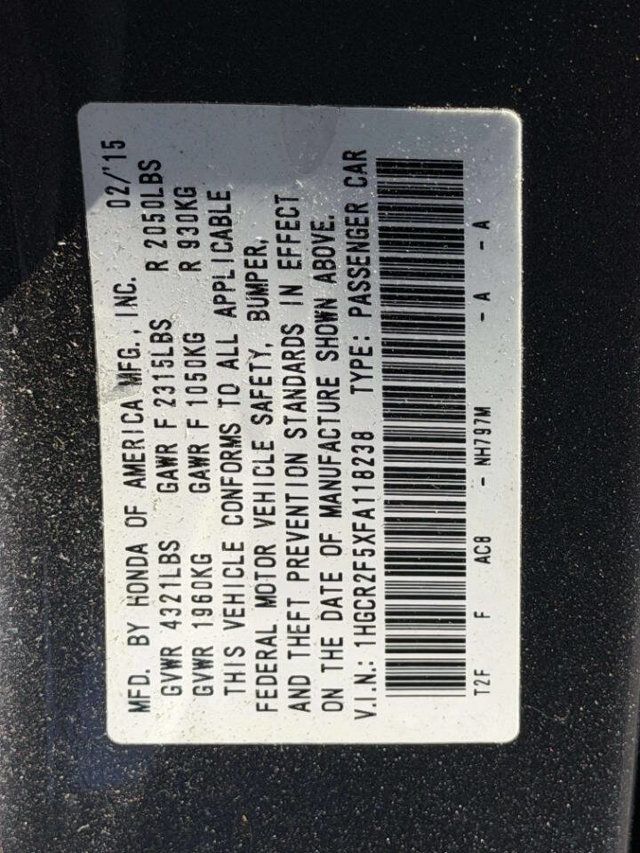 MFD. BY HONDA OF AMERICA MFG., INC. 02/'15
GVWR 4321LBS GAWR F 2315LBS R 2050LBS
GVWR 1960KG GAWR F 1050KG R 930KG
THIS VEHICLE CONFORMS TO ALL APPLICABLE
FEDERAL MOTOR VEHICLE SAFETY, BUMPER,
AND THEFT PREVENTION STANDARDS IN EFFECT
ON THE DATE OF MANUFACTURE SHOWN ABOVE.
V.I.N.: 1HGCR2F5XFA118238 TYPE: PASSENGER CAR
T2F F AC8 - NH797M - A - A